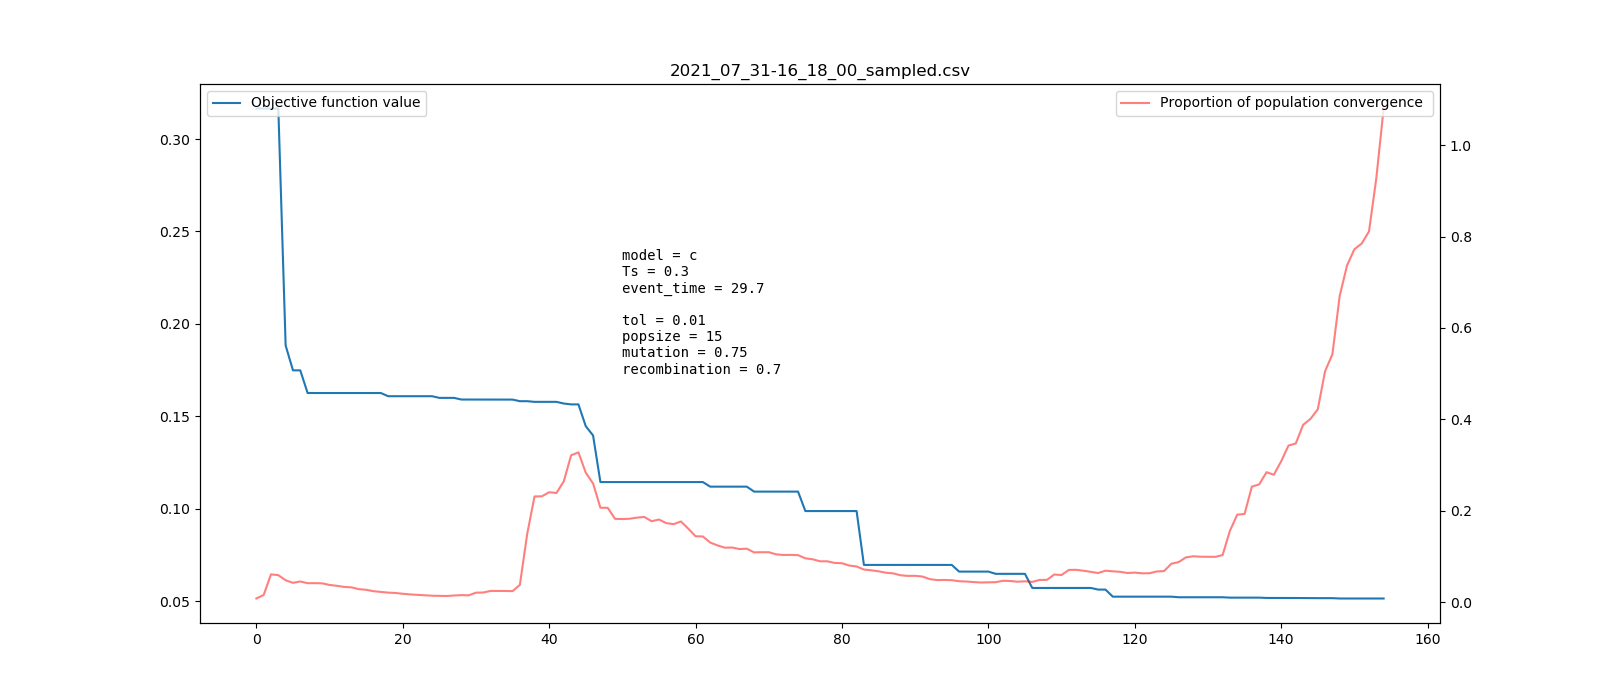 2021_07_31-16_18_00_sampled.csv
Objective function value
Proportion of population convergence
0.30
0.25
0.20
0.15
0.10
0.05
1.0
0.8
0.6
0.4
0.2
0.0
model = c
Ts = 0.3
event_time = 29.7
tol = 0.01
popsize = 15
mutation = 0.75
recombination = 0.7
0 20 40 60 80 100 120 140 160